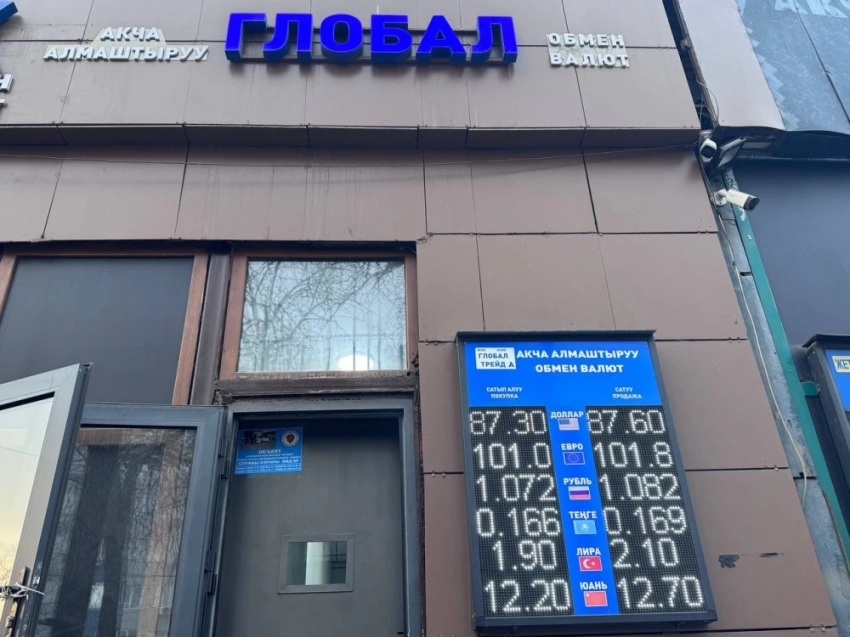 АКЧА
АЛМАШТЫРУУ
ГЛОБАЛ
ОБМЕН
ВАЛЮТ
ГЛОБАЛ
ТРЕЙД А
АКЧА АЛМАШТЫРУУ
ОБМЕН ВАЛЮТ
САТЫП АЛУУ
ПОКУПКА
САТУУ
ПРОДАЖА
87.30 ДОЛЛАР 87.60
101.0 ЕВРО 101.8
1.072 РУБЛЬ 1.082
0.166 ТЕҢГЕ 0.169
1.90 ЛИРА 2.10
12.20 ЮАНЬ 12.70
ОБЪЕКТ